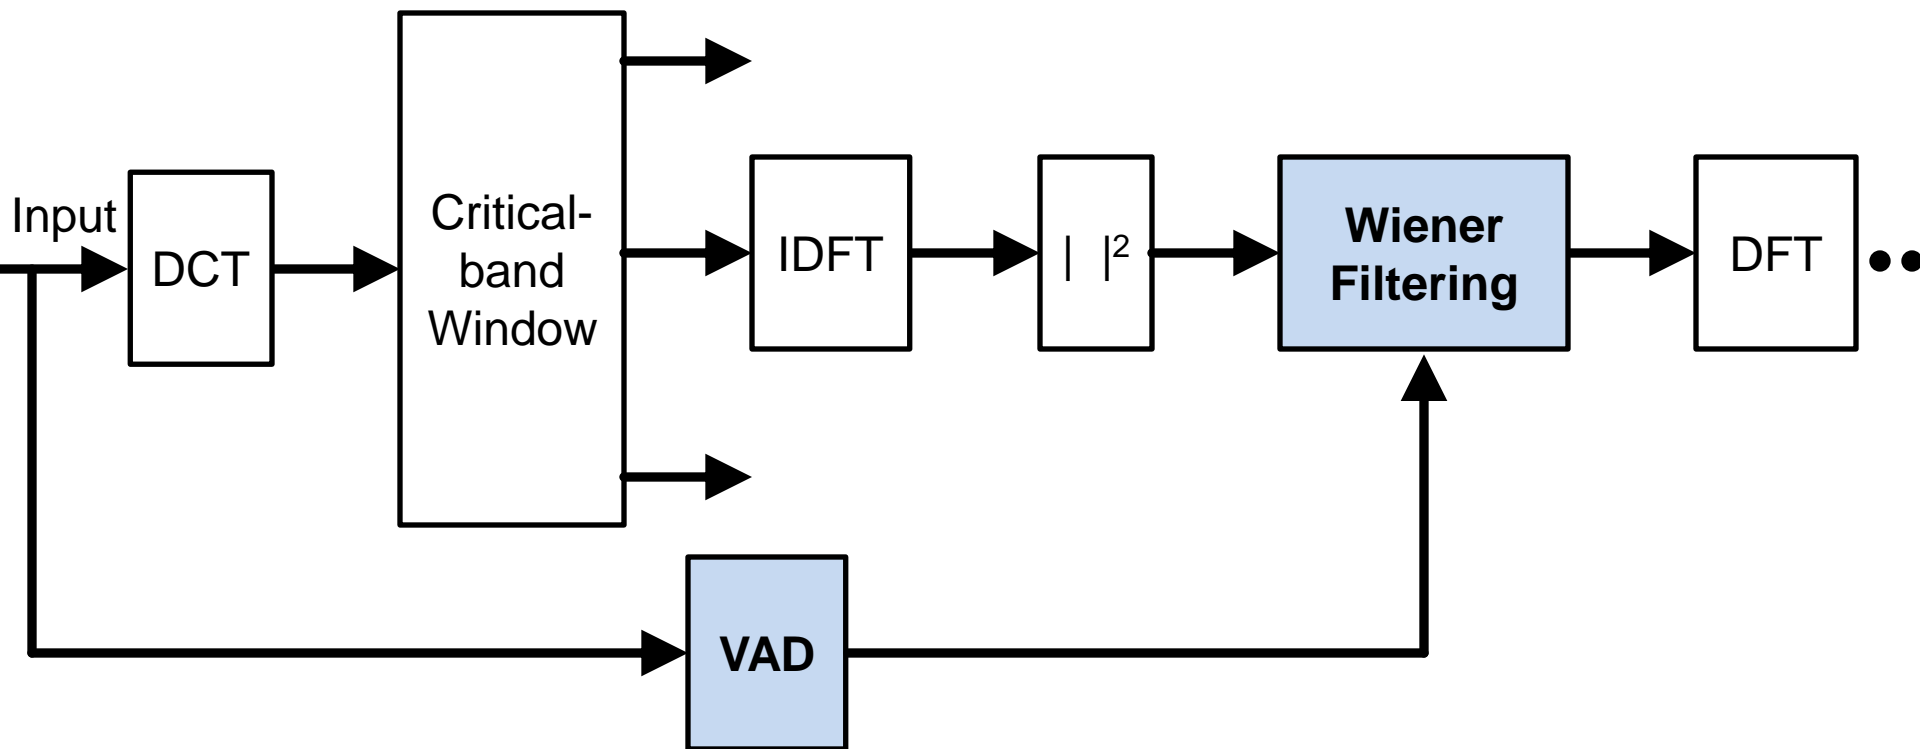 Input
DCT
Critical-
band
Window
IDFT
| |²
Wiener
Filtering
DFT
VAD